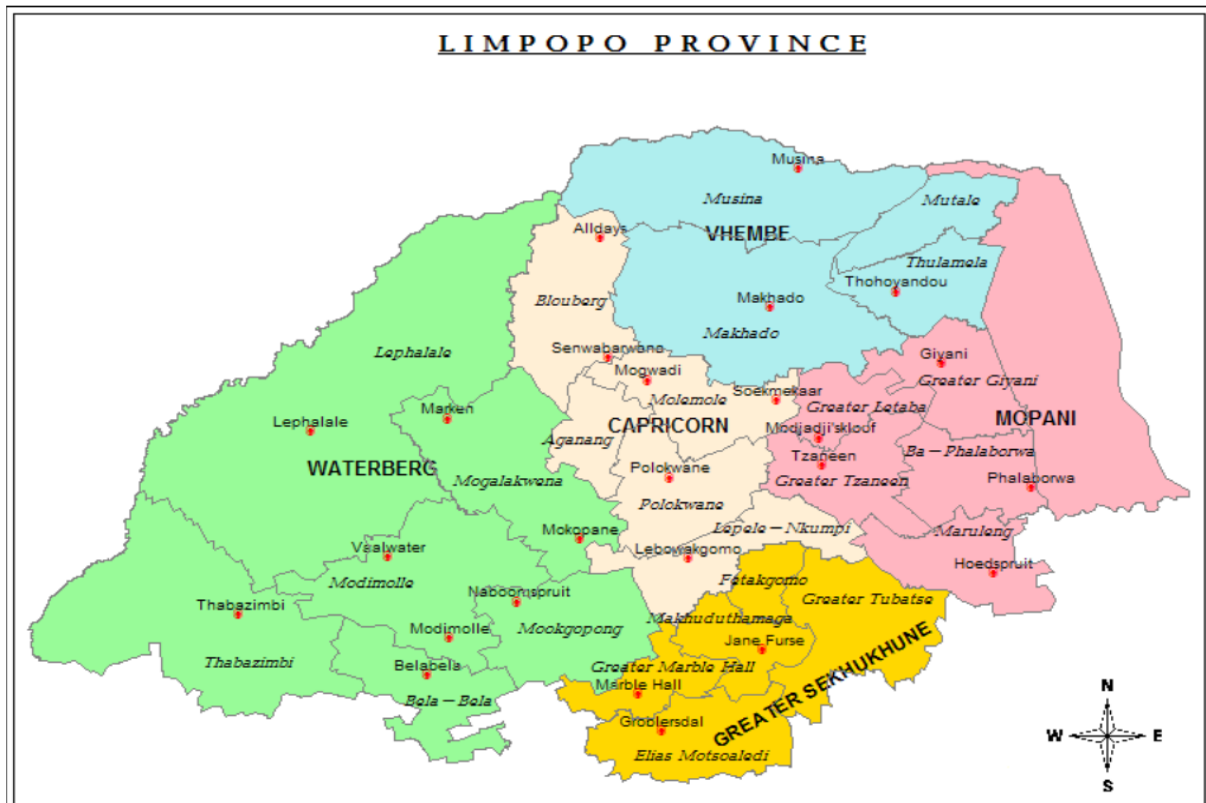 LIMPOPO PROVINCE
Musina
Musina
Mutale
Alldays
VHEMBE
Thulamela
Thohoyandou
Blouberg
Makhado
Makhado
Lephalale
Senwabarwano
Giyani
Mogwadi
Greater Giyani
Molemole
Soekmekaar
Greater Letaba
Marken
Lephalale
CAPRICORN
MOPANI
Aganang
Modjadji'skloof
Ba-Phalaborwa
WATERBERG
Polokwane
Tzaneen
Mogalakwena
Greater Tzaneen
Phalaborwa
Polokwane
Mokopane
Lepele-Nkumpi
Maruleng
Vaalwater
Lebowakgomo
Hoedspruit
Modimolle
Fetakgomo
Naboomspruit
Greater Tubatse
Thabazimbi
Makhuduthamaga
Modimolle
Mookgopong
Jane Furse
Thabazimbi
Belabela
Greater Marble Hall
GREATER SEKHUKHUNE
Marble Hall
Bela-Bela
Groblersdal
Elias Motsoaledi
N
W
E
S